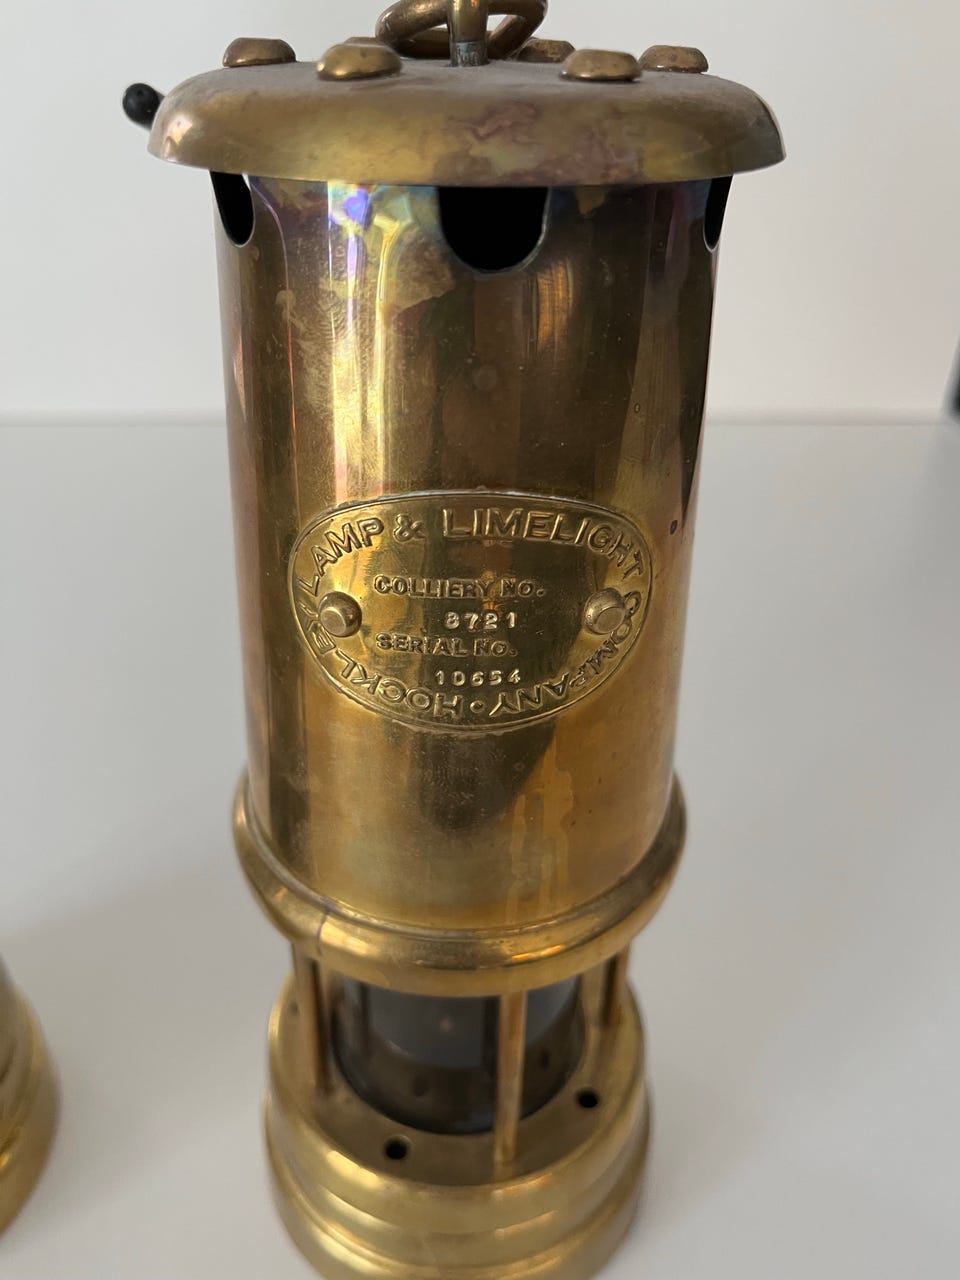 LAMP & LIMELIGHT COMPANY • HOCKLEY
COLLIERY NO.
8721
SERIAL NO.
10654